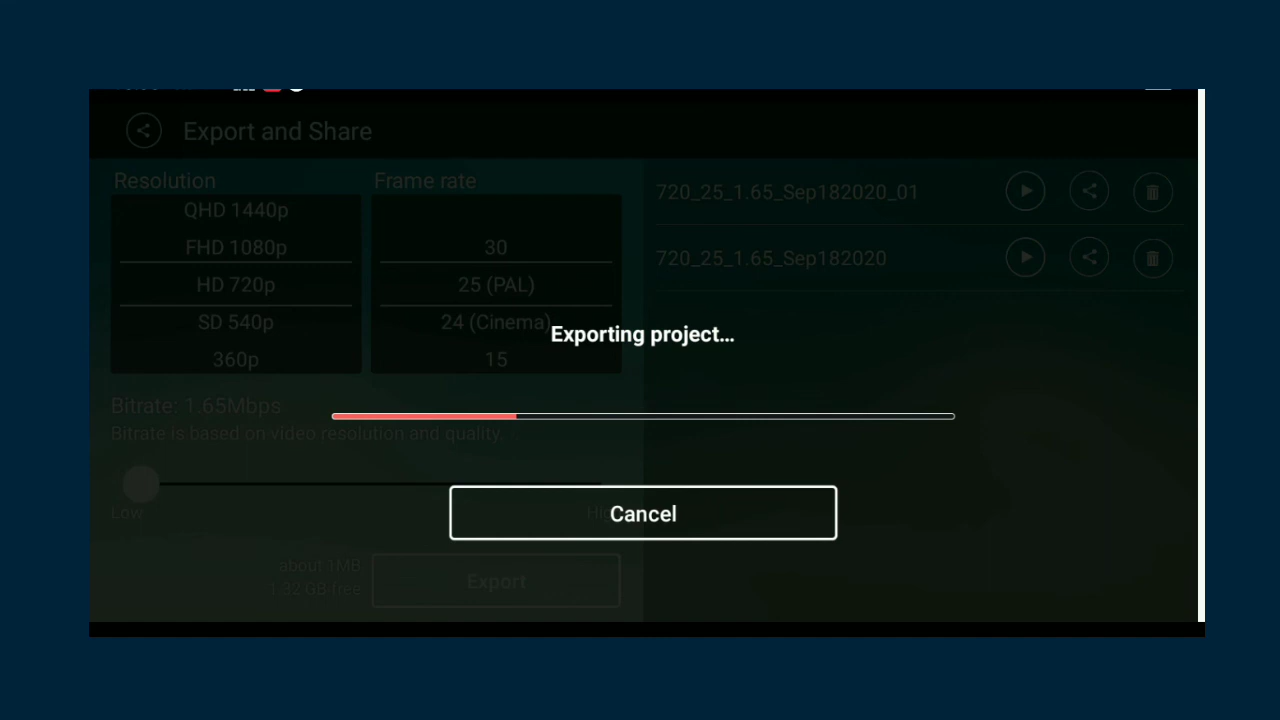 Export and Share
Resolution
Frame rate
QHD 1440p
FHD 1080p
HD 720p
SD 540p
360p
30
25 (PAL)
24 (Cinema)
15
720_25_1.65_Sep182020_01
720_25_1.65_Sep182020
Exporting project...
Bitrate: 1.65Mbps
Bitrate is based on video resolution and quality.
Low
Cancel
about 1MB
1.32 GB free
Export